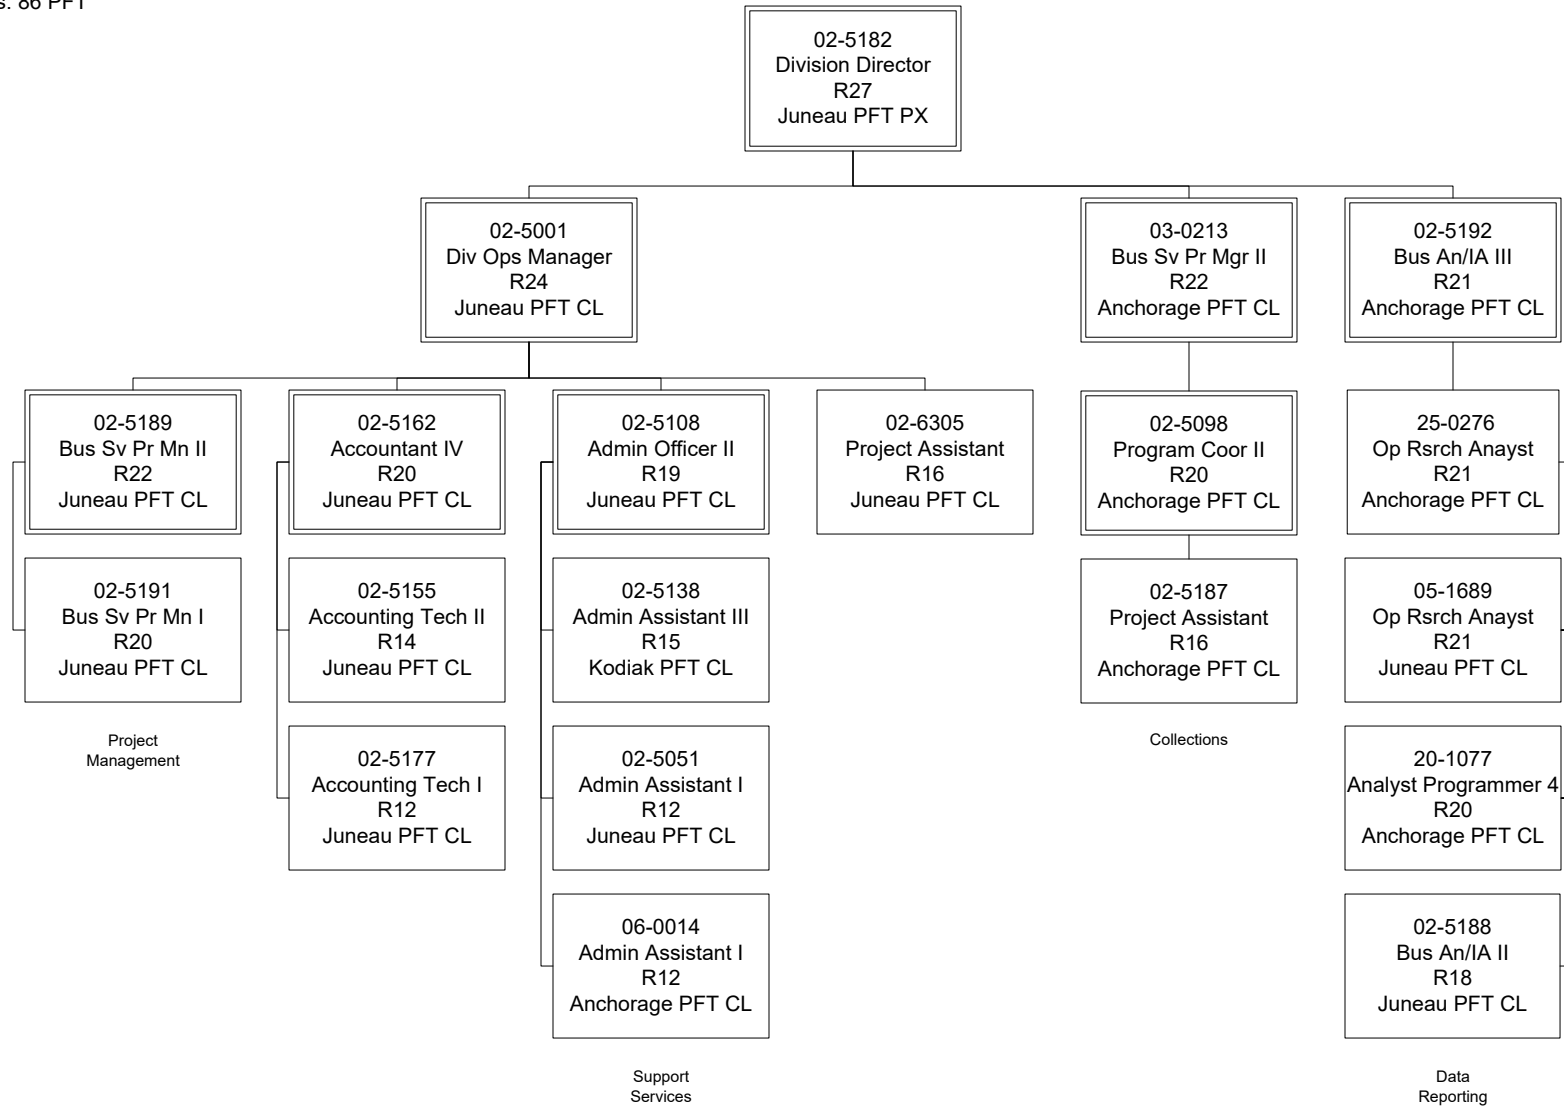 86 PFT
02-5182
Division Director
R27
Juneau PFT PX
02-5001
Div Ops Manager
R24
Juneau PFT CL
03-0213
Bus Sv Pr Mgr II
R22
Anchorage PFT CL
02-5192
Bus An/IA III
R21
Anchorage PFT CL
02-5189
Bus Sv Pr Mn II
R22
Juneau PFT CL
02-5162
Accountant IV
R20
Juneau PFT CL
02-5108
Admin Officer II
R19
Juneau PFT CL
02-6305
Project Assistant
R16
Juneau PFT CL
02-5098
Program Coor II
R20
Anchorage PFT CL
25-0276
Op Rsrch Anayst
R21
Anchorage PFT CL
02-5191
Bus Sv Pr Mn I
R20
Juneau PFT CL
02-5155
Accounting Tech II
R14
Juneau PFT CL
02-5138
Admin Assistant III
R15
Kodiak PFT CL
02-5187
Project Assistant
R16
Anchorage PFT CL
05-1689
Op Rsrch Anayst
R21
Juneau PFT CL
Project
Management
02-5177
Accounting Tech I
R12
Juneau PFT CL
02-5051
Admin Assistant I
R12
Juneau PFT CL
Collections
20-1077
Analyst Programmer 4
R20
Anchorage PFT CL
06-0014
Admin Assistant I
R12
Anchorage PFT CL
02-5188
Bus An/IA II
R18
Juneau PFT CL
Support
Services
Data
Reporting